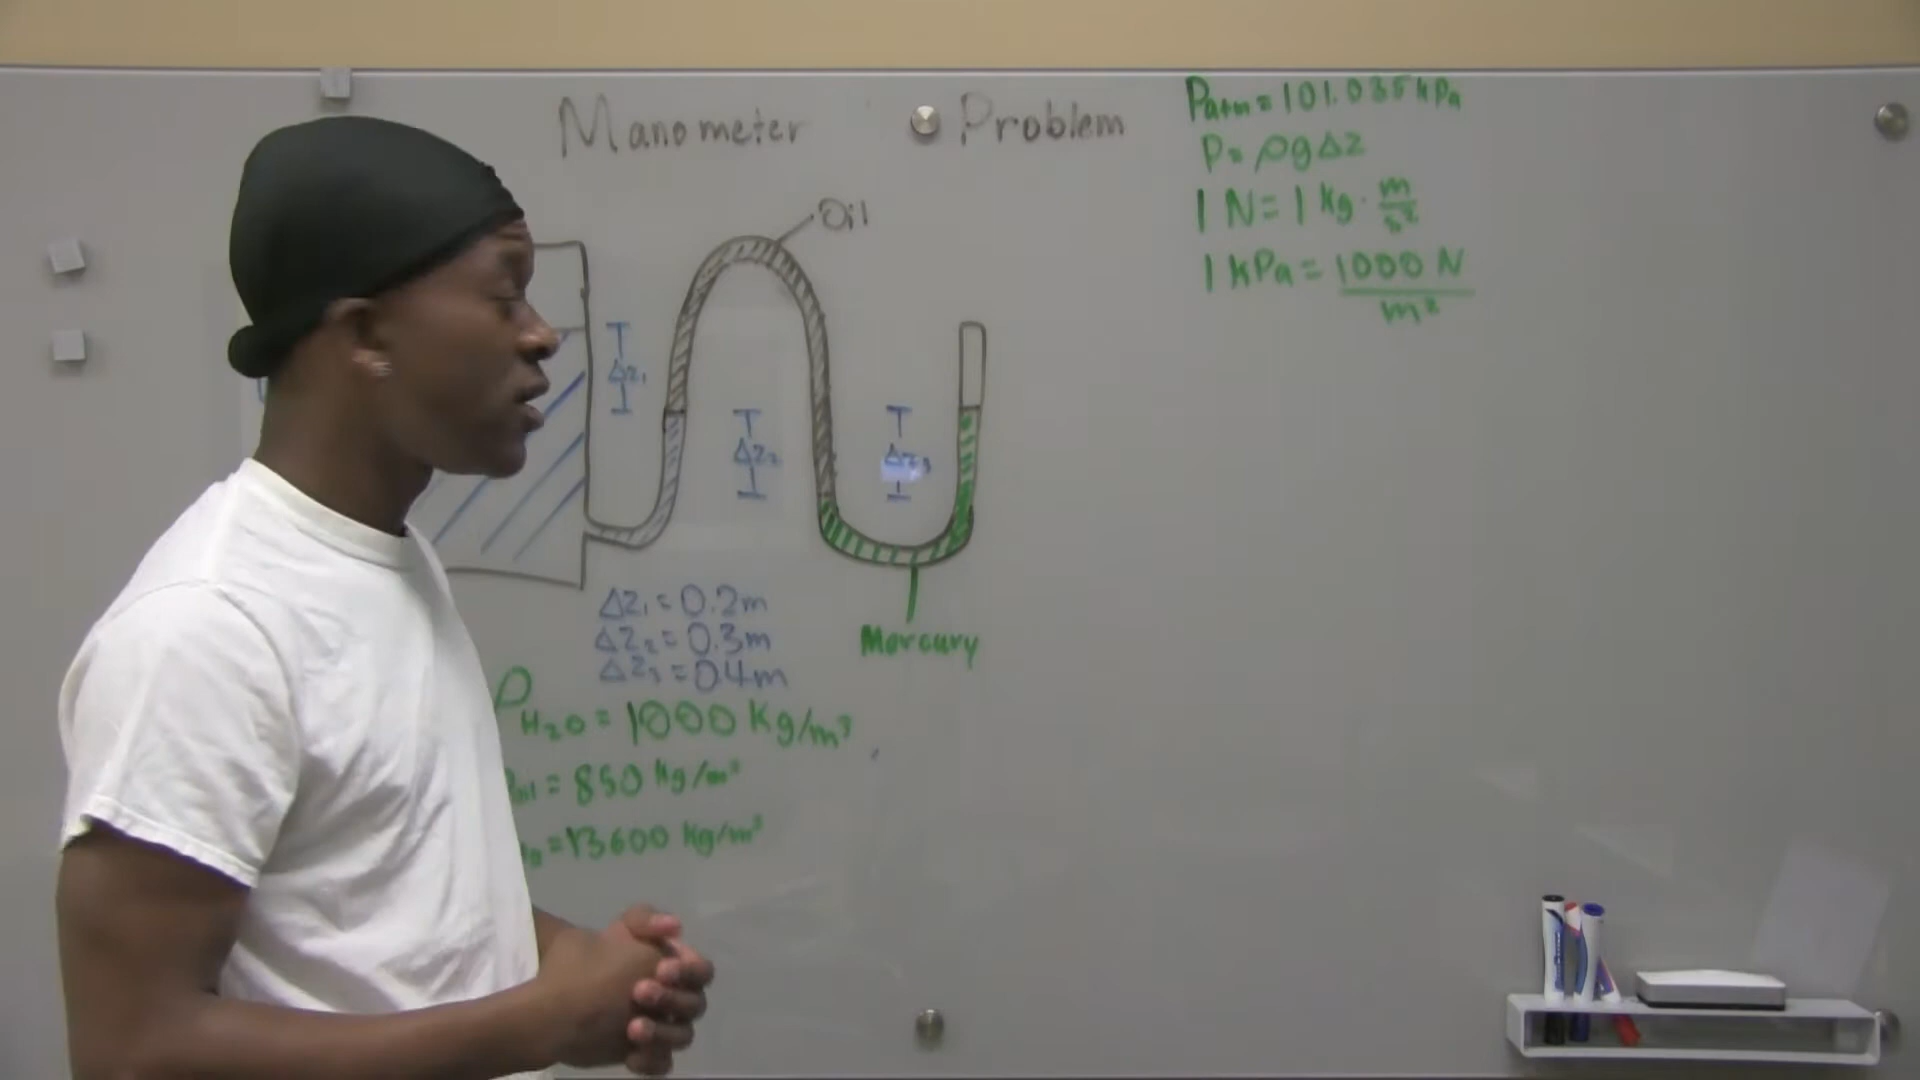 Manometer Problem
Patm = 101.035 kPa
P = ρgΔz
1 N = 1 kg · m/s²
1 kPa = 1000 N/m²
Oil
Δz₁
Δz₂
Δz₃
Mercury
Δz₁ = 0.2m
Δz₂ = 0.3m
Δz₃ = 0.4m
ρH₂O = 1000 Kg/m³
oil = 850 Kg/m³
= 13600 Kg/m³